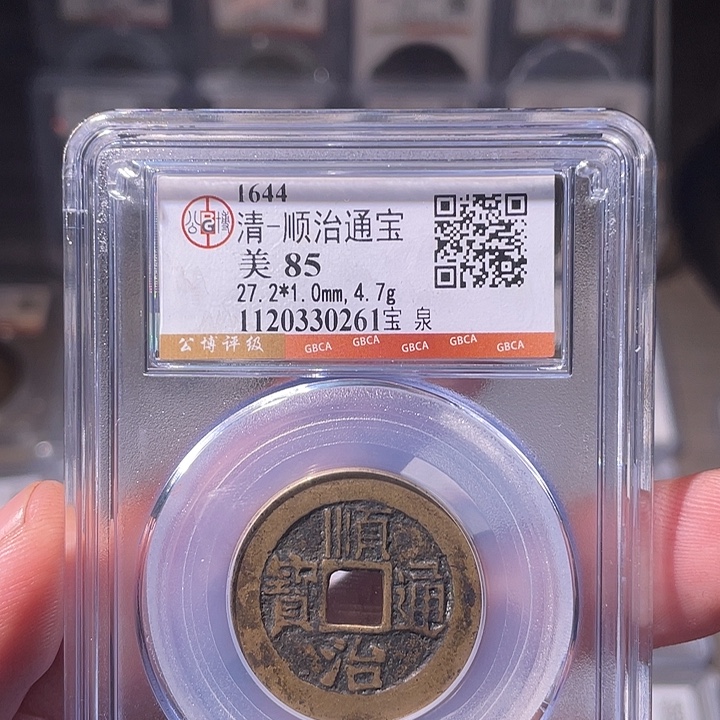 1644
清-顺治通宝
美 85
27.2*1.0mm,4.7g
1120330261宝 泉
公博评级 GBCA GBCA GBCA GBCA GBCA
順
寶 通
治